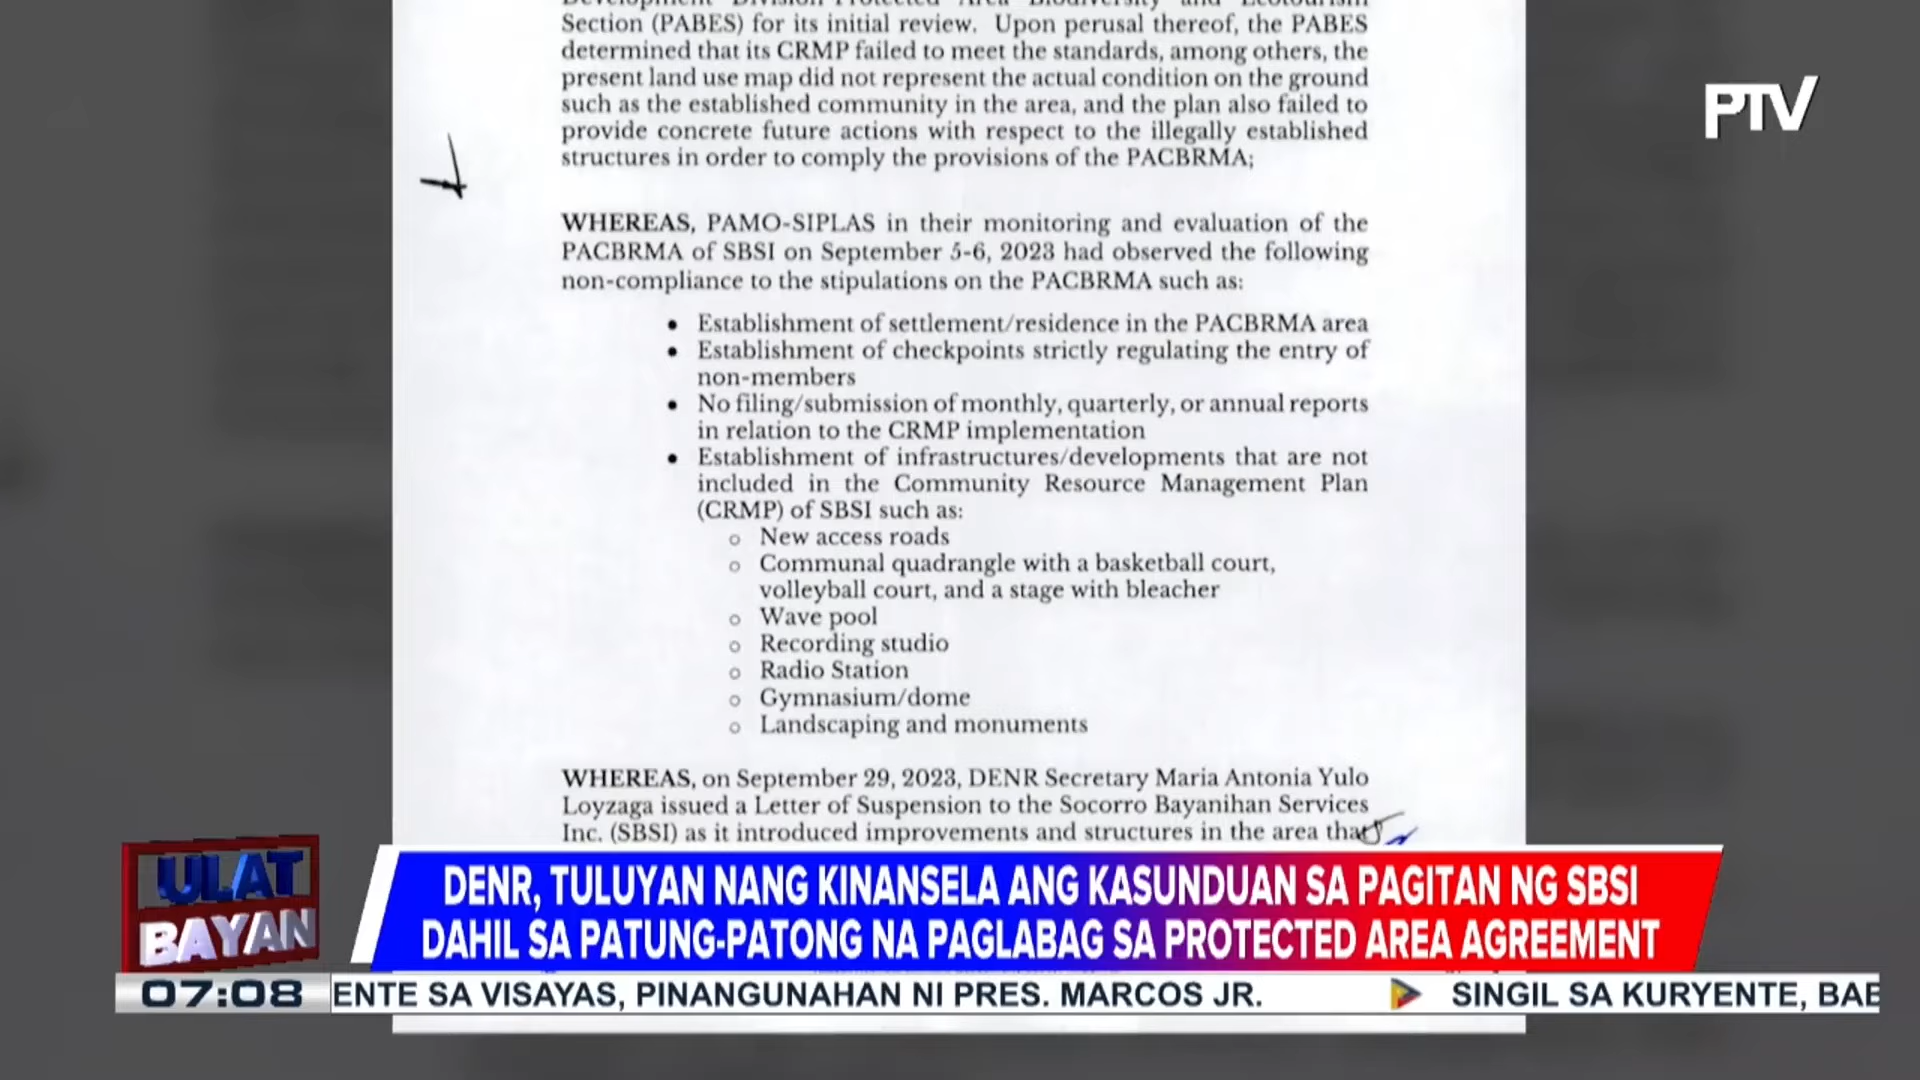 Development Division-Protected Area Biodiversity and Ecotourism
Section (PABES) for its initial review. Upon perusal thereof, the PABES
determined that its CRMP failed to meet the standards, among others, the
present land use map did not represent the actual condition on the ground
such as the established community in the area, and the plan also failed to
provide concrete future actions with respect to the illegally established
structures in order to comply the provisions of the PACBRMA;
WHEREAS, PAMO-SIPLAS in their monitoring and evaluation of the
PACBRMA of SBSI on September 5-6, 2023 had observed the following
non-compliance to the stipulations on the PACBRMA such as:
• Establishment of settlement/residence in the PACBRMA area
• Establishment of checkpoints strictly regulating the entry of
non-members
• No filing/submission of monthly, quarterly, or annual reports
in relation to the CRMP implementation
• Establishment of infrastructures/developments that are not
included in the Community Resource Management Plan
(CRMP) of SBSI such as:
o New access roads
o Communal quadrangle with a basketball court,
volleyball court, and a stage with bleacher
o Wave pool
o Recording studio
o Radio Station
o Gymnasium/dome
o Landscaping and monuments
WHEREAS, on September 29, 2023, DENR Secretary Maria Antonia Yulo
Loyzaga issued a Letter of Suspension to the Socorro Bayanihan Services
Inc. (SBSI) as it introduced improvements and structures in the area that
PTV
ULAT
BAYAN
DENR, TULUYAN NANG KINANSELA ANG KASUNDUAN SA PAGITAN NG SBSI
DAHIL SA PATUNG-PATONG NA PAGLABAG SA PROTECTED AREA AGREEMENT
07:08 ENTE SA VISAYAS, PINANGUNAHAN NI PRES. MARCOS JR. SINGIL SA KURYENTE, BAE